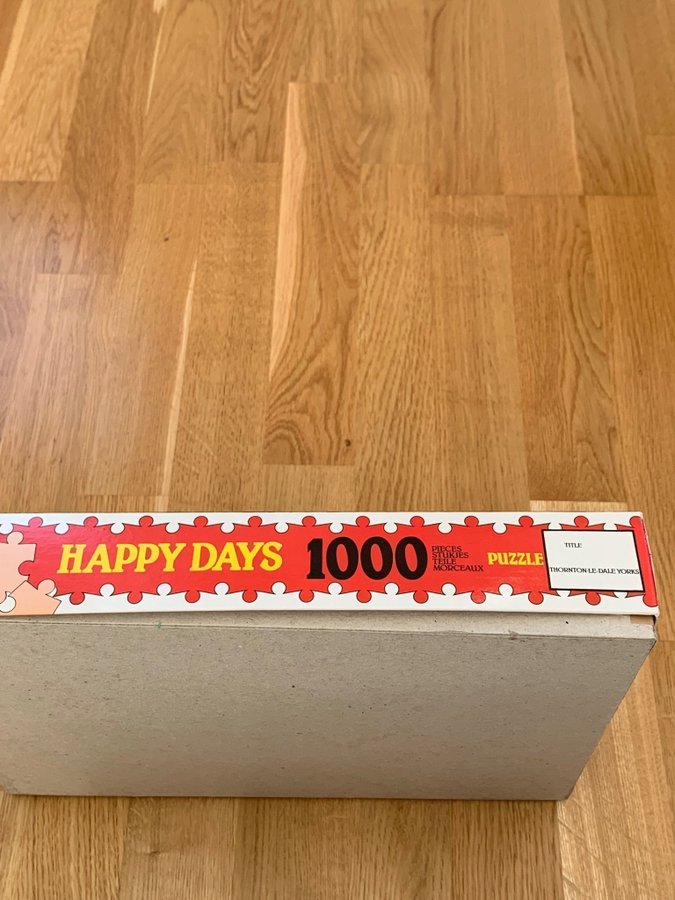 HAPPY DAYS 1000
PIECES
STUKJES
TEILE
MORCEAUX
PUZZLE
TITLE
THORNTON-LE-DALE YORKS